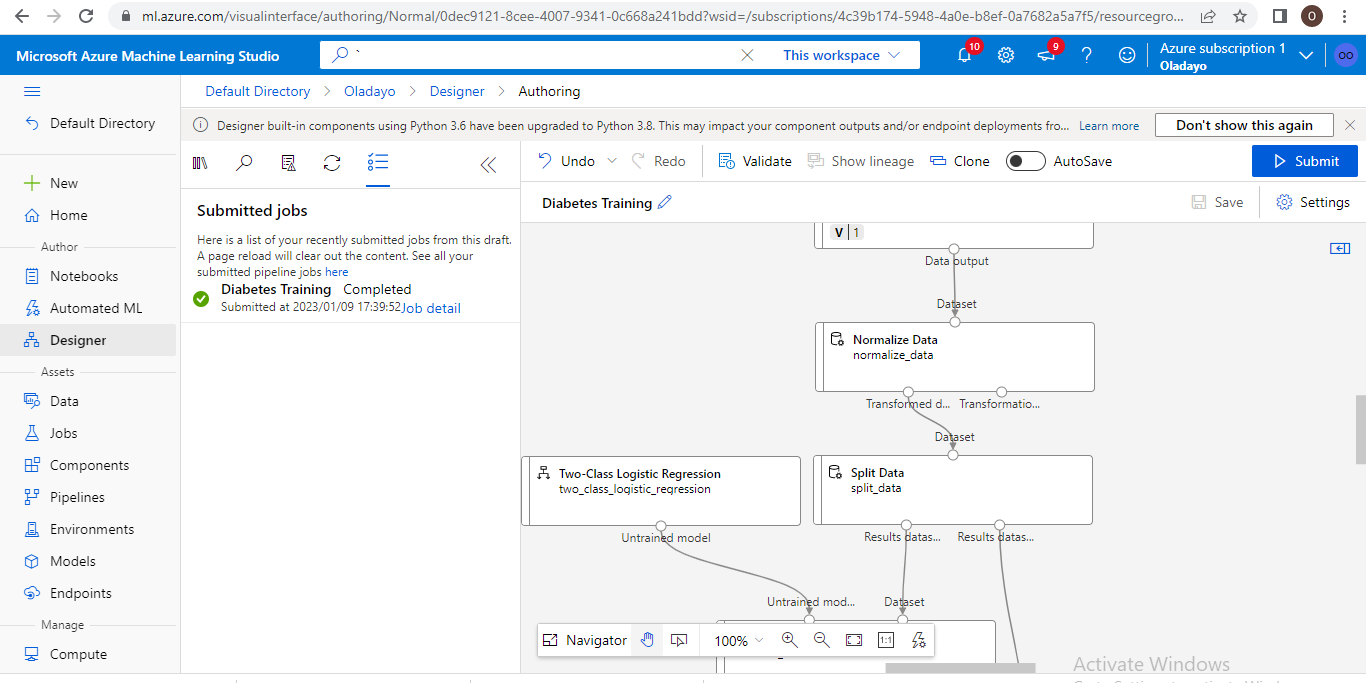 ml.azure.com/visualinterface/authoring/Normal/0dec9121-8cee-4007-9341-0c668a241bdd?wsid=/subscriptions/4c39b174-5948-4a0e-b8ef-0a7682a5a7f5/resourcegro...
O
Microsoft Azure Machine Learning Studio
`
This workspace
10
9
?
Azure subscription 1
Oladayo
OO
Default Directory > Oladayo > Designer > Authoring
Default Directory
Designer built-in components using Python 3.6 have been upgraded to Python 3.8. This may impact your component outputs and/or endpoint deployments fro... Learn more
Don't show this again
New
Home
Author
Notebooks
Automated ML
Designer
Assets
Data
Jobs
Components
Pipelines
Environments
Models
Endpoints
Manage
Compute
Undo
Redo
Validate
Show lineage
Clone
AutoSave
Submit
Submitted jobs
Here is a list of your recently submitted jobs from this draft.
A page reload will clear out the content. See all your
submitted pipeline jobs here
Diabetes Training Completed
Submitted at 2023/01/09 17:39:52Job detail
Diabetes Training
Save
Settings
V | 1
Data output
Dataset
Normalize Data
normalize_data
Transformed d... Transformatio...
Dataset
Two-Class Logistic Regression
two_class_logistic_regression
Split Data
split_data
Untrained model
Results datas... Results datas...
Untrained mod... Dataset
Navigator
100%
1:1
Activate Windows